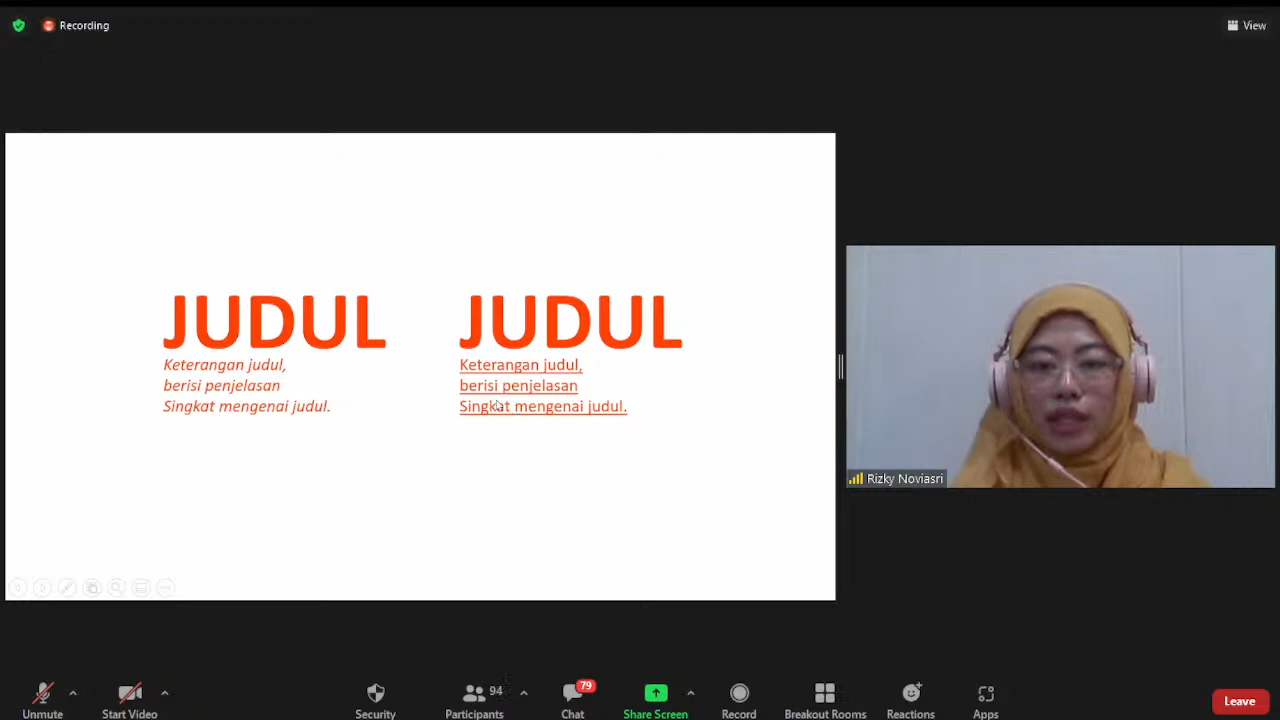 Recording
View
JUDUL
Keterangan judul,
berisi penjelasan
Singkat mengenai judul.
JUDUL
Keterangan judul,
berisi penjelasan
Singkat mengenai judul.
Rizky Noviasri
Unmute
Start Video
Security
94
Participants
79
Chat
Share Screen
Record
Breakout Rooms
Reactions
Apps
Leave